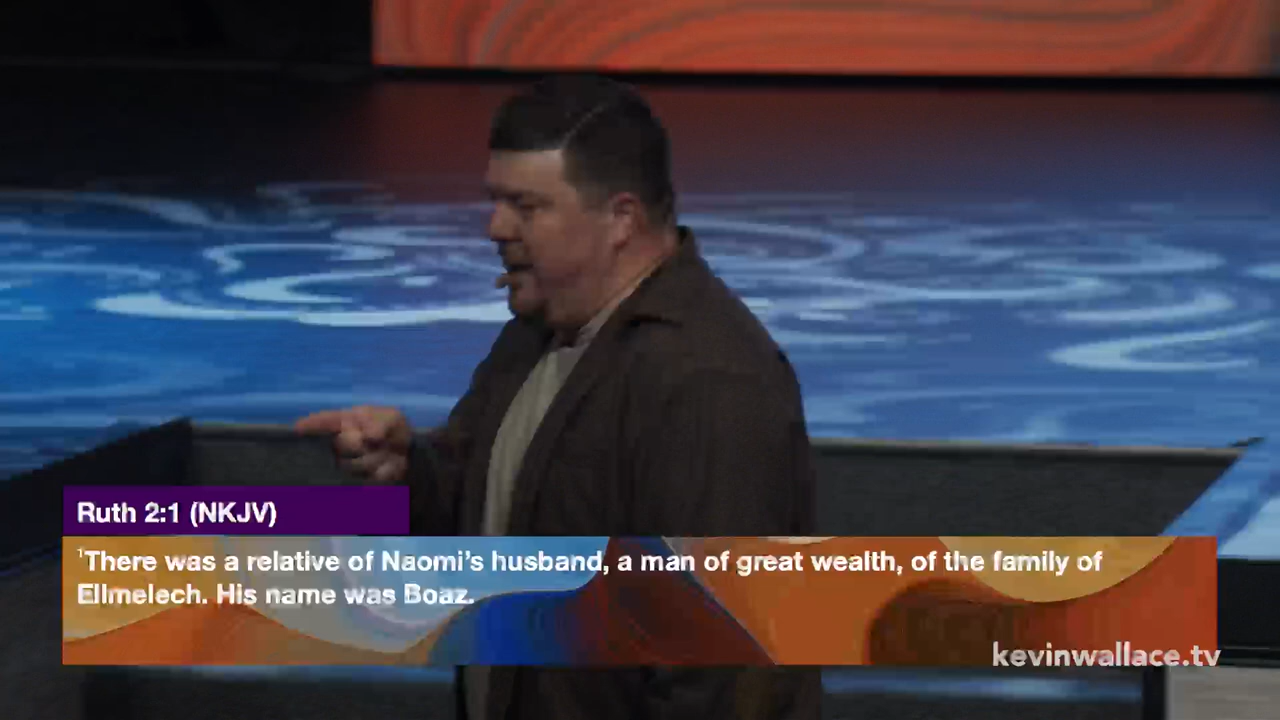 Ruth 2:1 (NKJV)
¹There was a relative of Naomi’s husband, a man of great wealth, of the family of
Ellmelech. His name was Boaz.
kevinwallace.tv